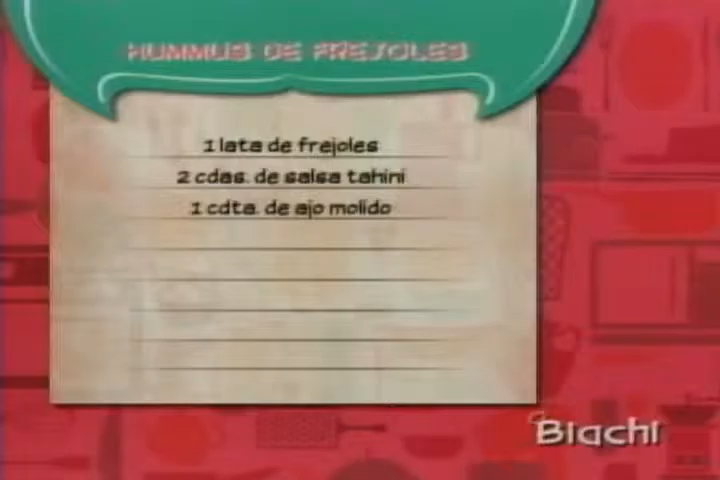 HUMMUS DE FREJOLES
1 lata de frejoles
2 cdas. de salsa tahini
1 cdta. de ajo molido
Biachi